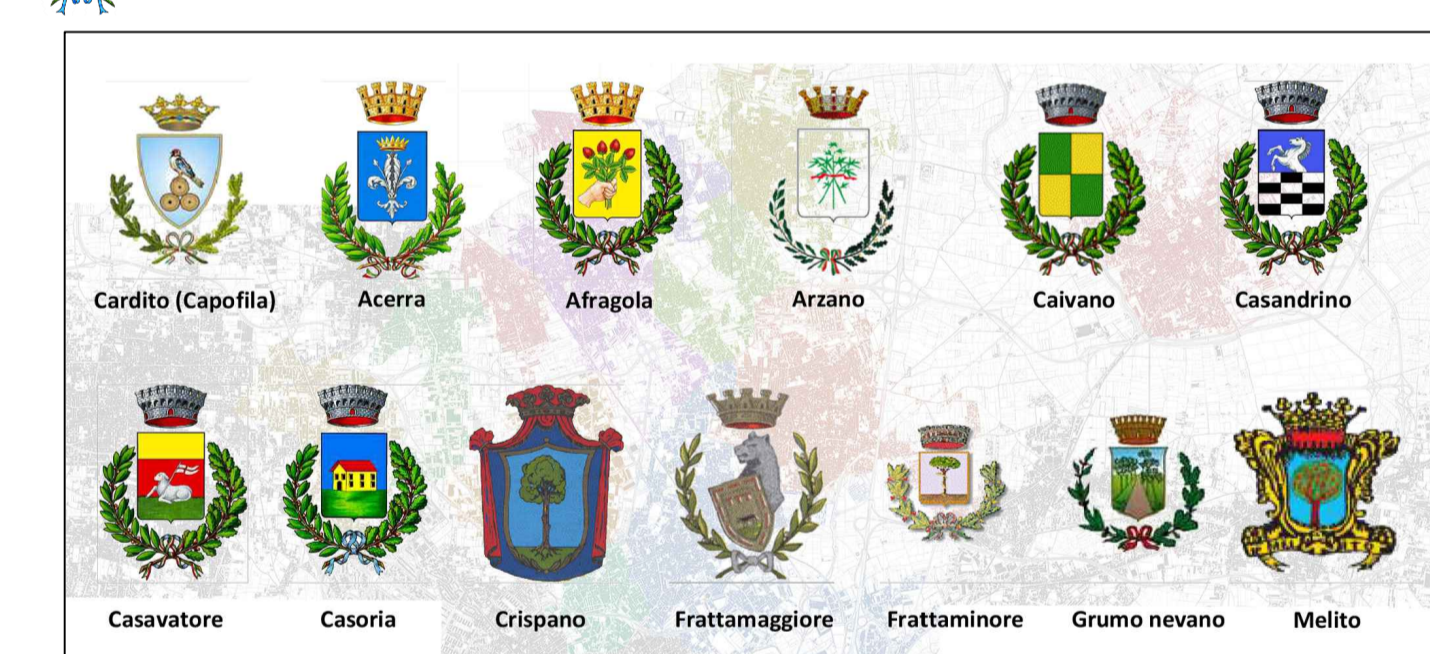 Cardito (Capofila) Acerra Afragola Arzano Caivano Casandrino
Casavatore Casoria Crispano Frattamaggiore Frattaminore Grumo nevano Melito